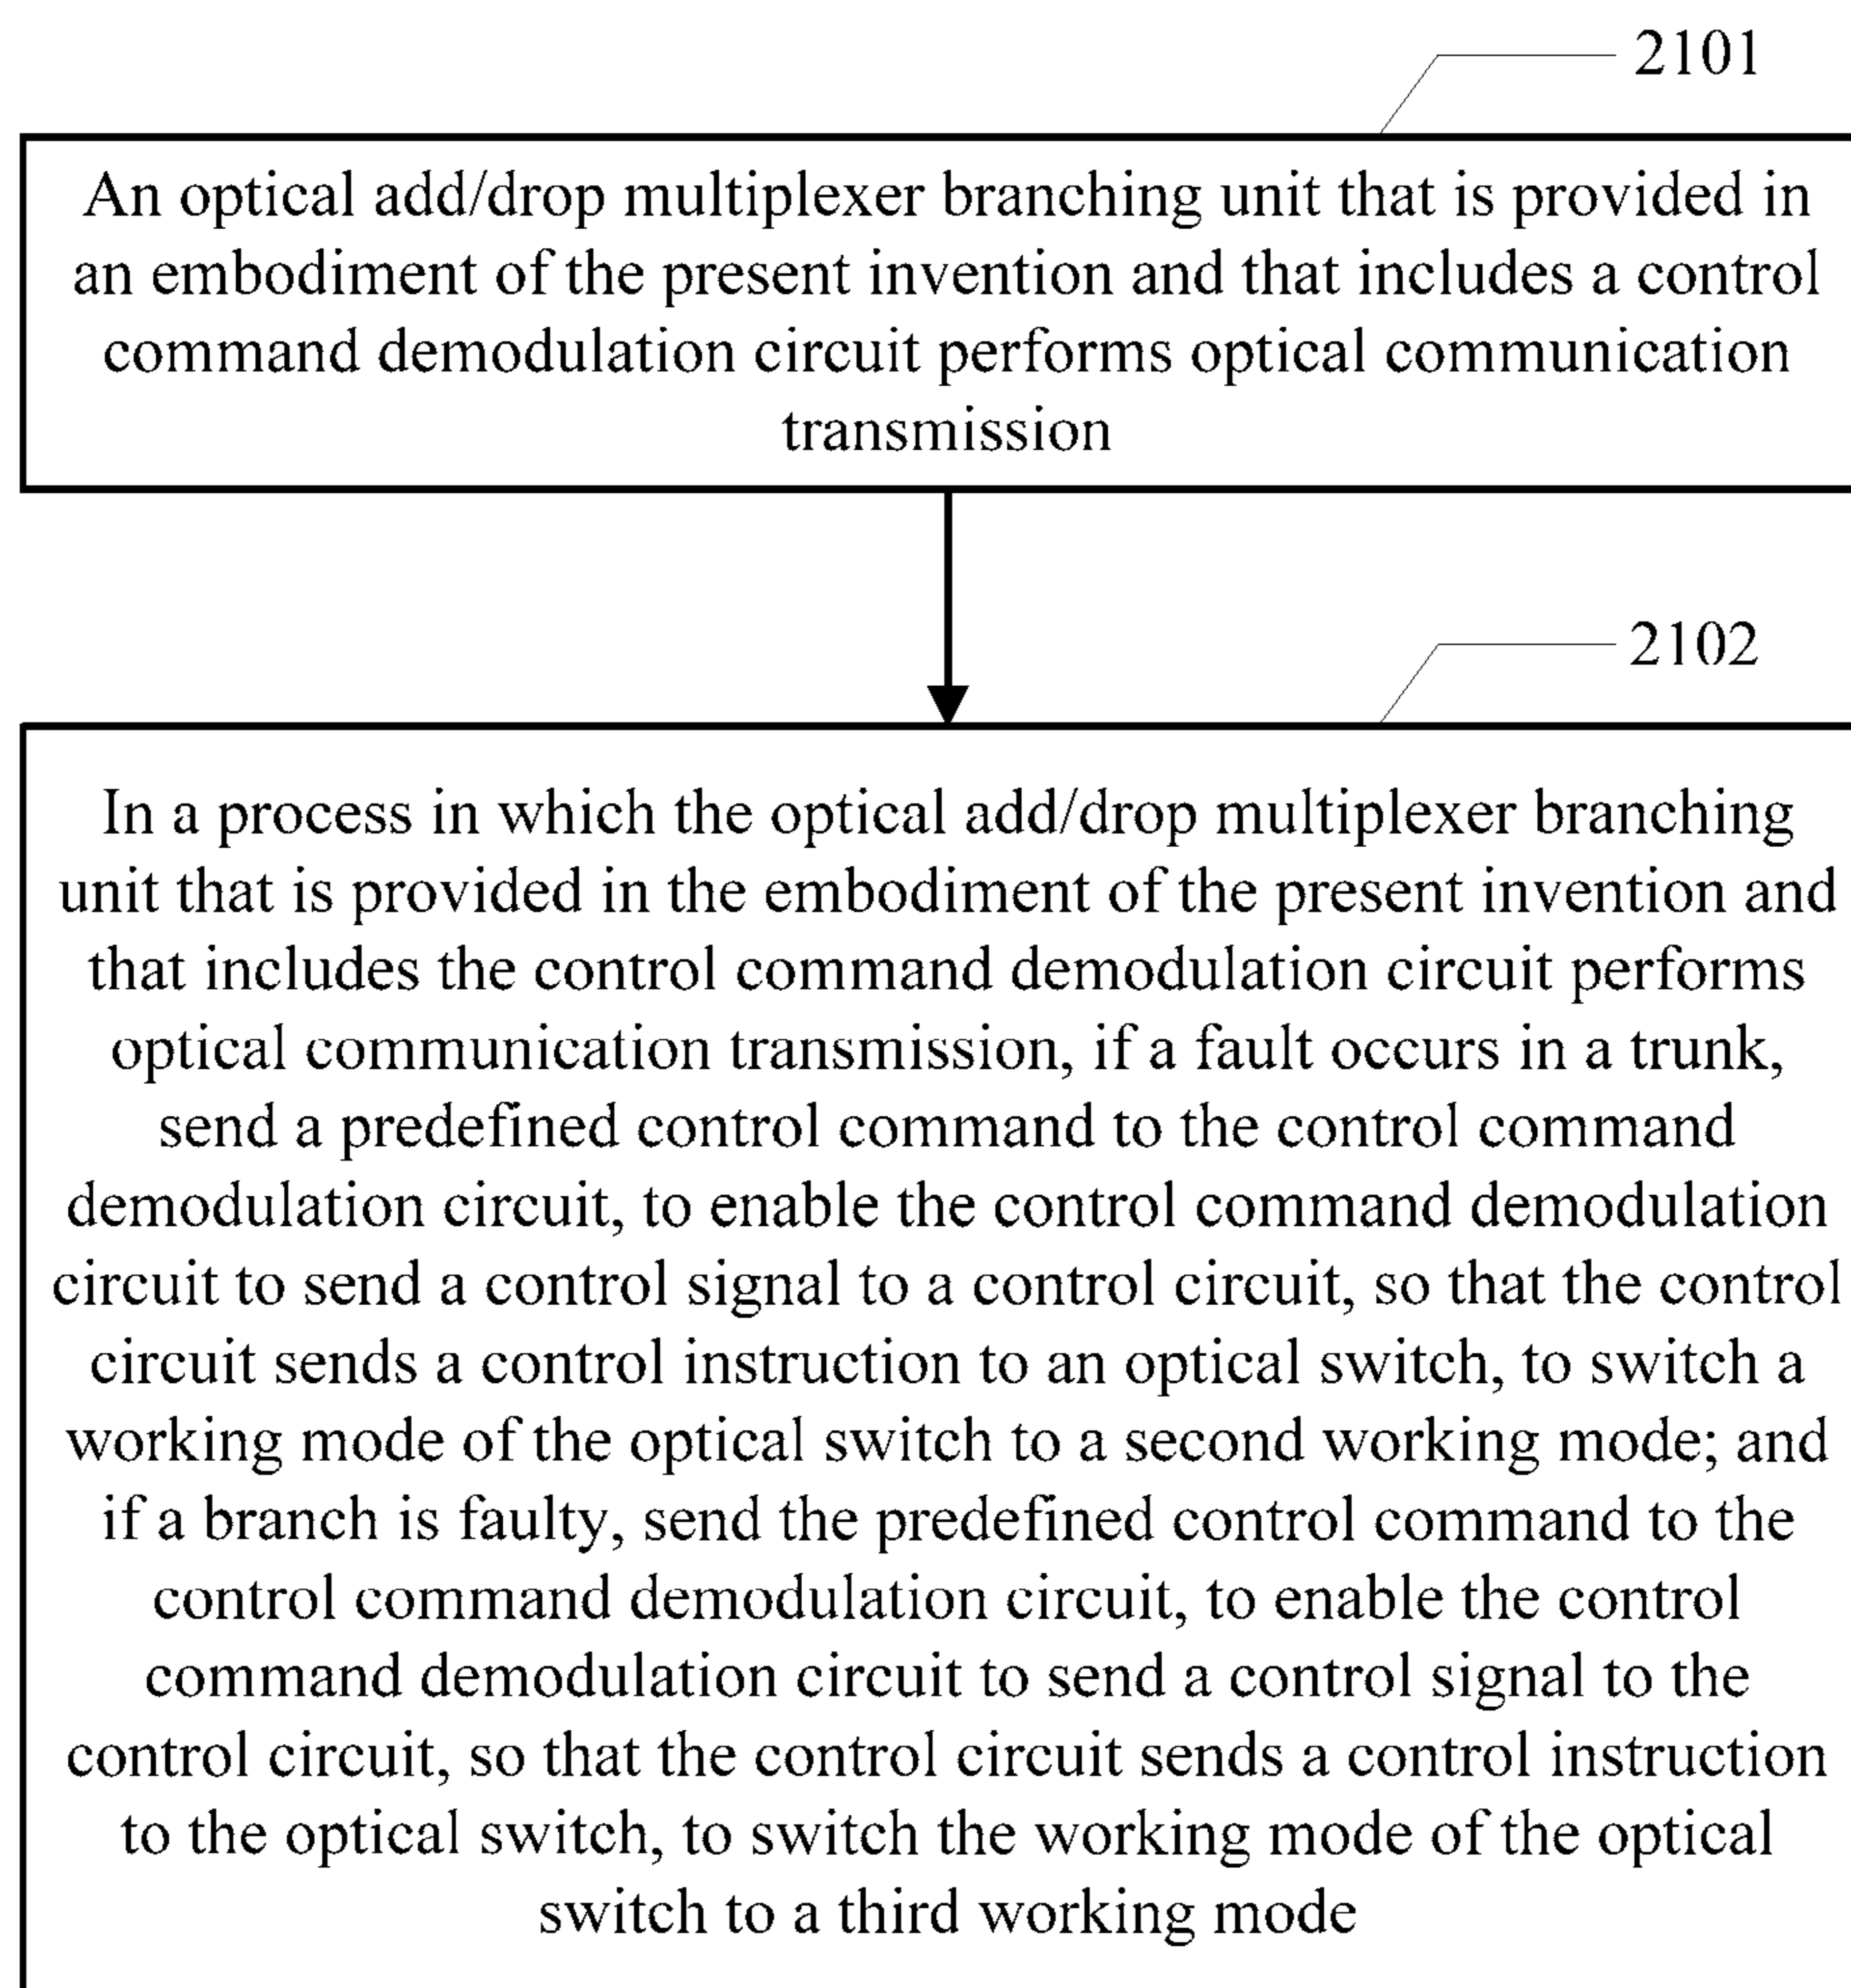 2101
An optical add/drop multiplexer branching unit that is provided in
an embodiment of the present invention and that includes a control
command demodulation circuit performs optical communication
transmission
2102
In a process in which the optical add/drop multiplexer branching
unit that is provided in the embodiment of the present invention and
that includes the control command demodulation circuit performs
optical communication transmission, if a fault occurs in a trunk,
send a predefined control command to the control command
demodulation circuit, to enable the control command demodulation
circuit to send a control signal to a control circuit, so that the control
circuit sends a control instruction to an optical switch, to switch a
working mode of the optical switch to a second working mode; and
if a branch is faulty, send the predefined control command to the
control command demodulation circuit, to enable the control
command demodulation circuit to send a control signal to the
control circuit, so that the control circuit sends a control instruction
to the optical switch, to switch the working mode of the optical
switch to a third working mode